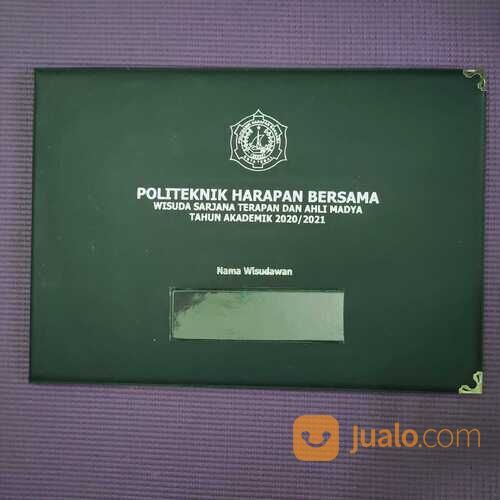 POLITEKNIK HARAPAN BERSAMA
WISUDA SARJANA TERAPAN DAN AHLI MADYA
TAHUN AKADEMIK 2020/2021
Nama Wisudawan
jualo.com